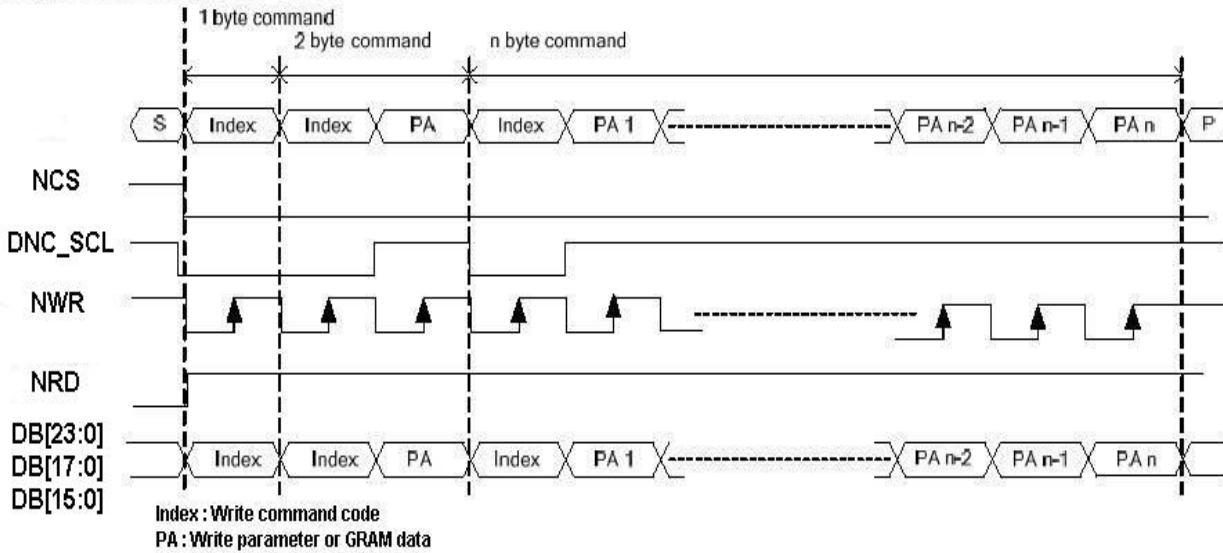 1 byte command
2 byte command n byte command
S Index Index PA Index PA 1 PA n-2 PA n-1 PA n P
NCS
DNC_SCL
NWR
NRD
DB[23:0]
DB[17:0]
DB[15:0]
Index Index PA Index PA 1 PA n-2 PA n-1 PA n
Index : Write command code
PA : Write parameter or GRAM data